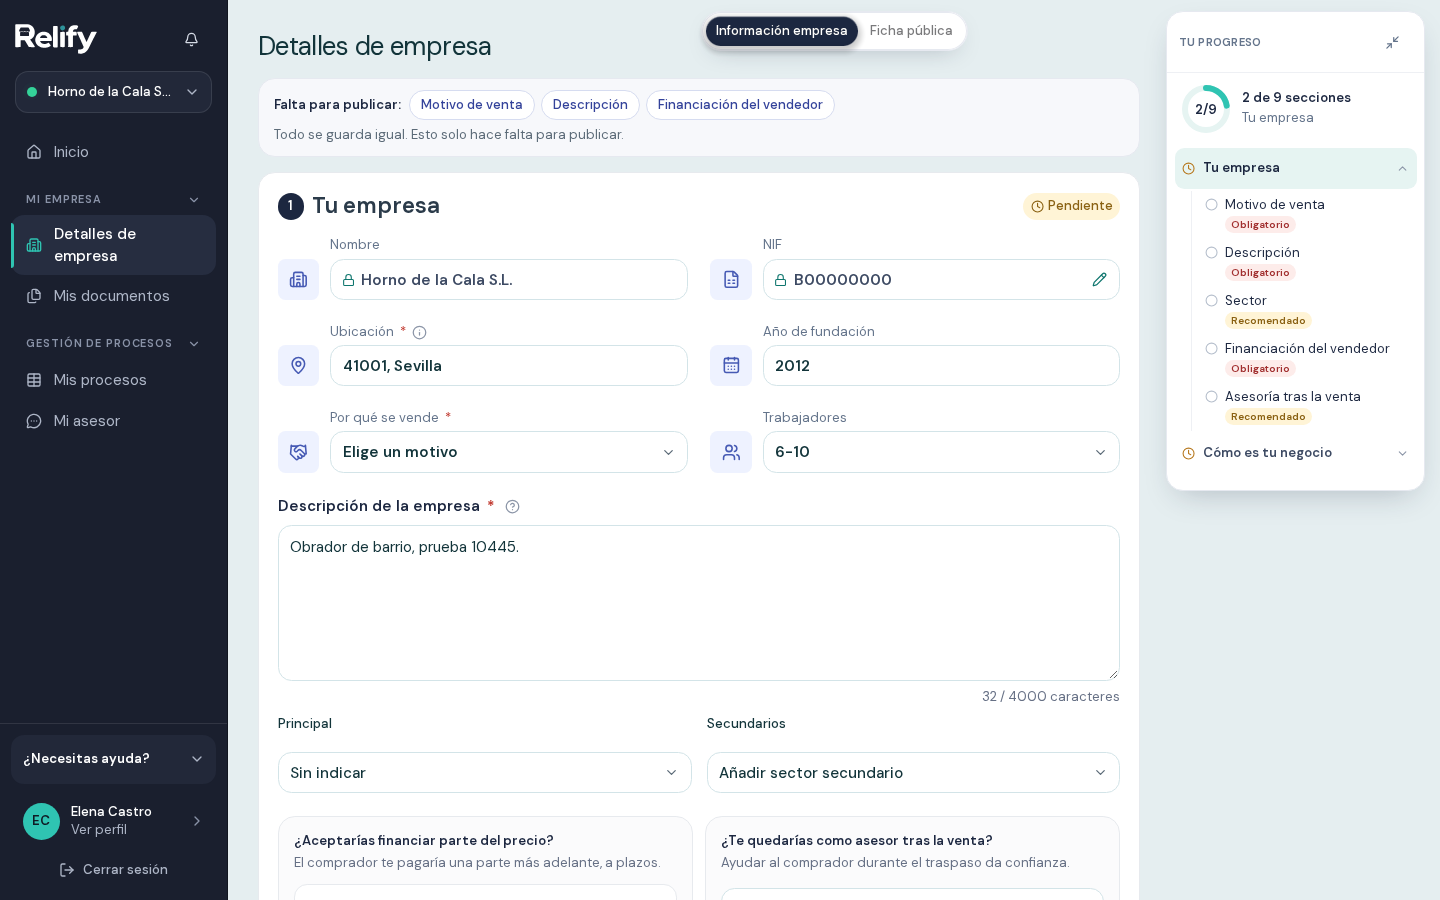 Relify
Horno de la Cala S...
Inicio
MI EMPRESA
Detalles de
empresa
Mis documentos
GESTIÓN DE PROCESOS
Mis procesos
Mi asesor
¿Necesitas ayuda?
EC
Elena Castro
Ver perfil
Cerrar sesión
Detalles de empresa
Información empresa
Ficha pública
Falta para publicar:
Motivo de venta
Descripción
Financiación del vendedor
Todo se guarda igual. Esto solo hace falta para publicar.
1
Tu empresa
Pendiente
Nombre
Horno de la Cala S.L.
NIF
B00000000
Ubicación *
41001, Sevilla
Año de fundación
2012
Por qué se vende *
Elige un motivo
Trabajadores
6-10
Descripción de la empresa *
Obrador de barrio, prueba 10445.
32 / 4000 caracteres
Principal
Sin indicar
Secundarios
Añadir sector secundario
¿Aceptarías financiar parte del precio?
El comprador te pagaría una parte más adelante, a plazos.
¿Te quedarías como asesor tras la venta?
Ayudar al comprador durante el traspaso da confianza.
TU PROGRESO
2/9
2 de 9 secciones
Tu empresa
Tu empresa
Motivo de venta
Obligatorio
Descripción
Obligatorio
Sector
Recomendado
Financiación del vendedor
Obligatorio
Asesoría tras la venta
Recomendado
Cómo es tu negocio